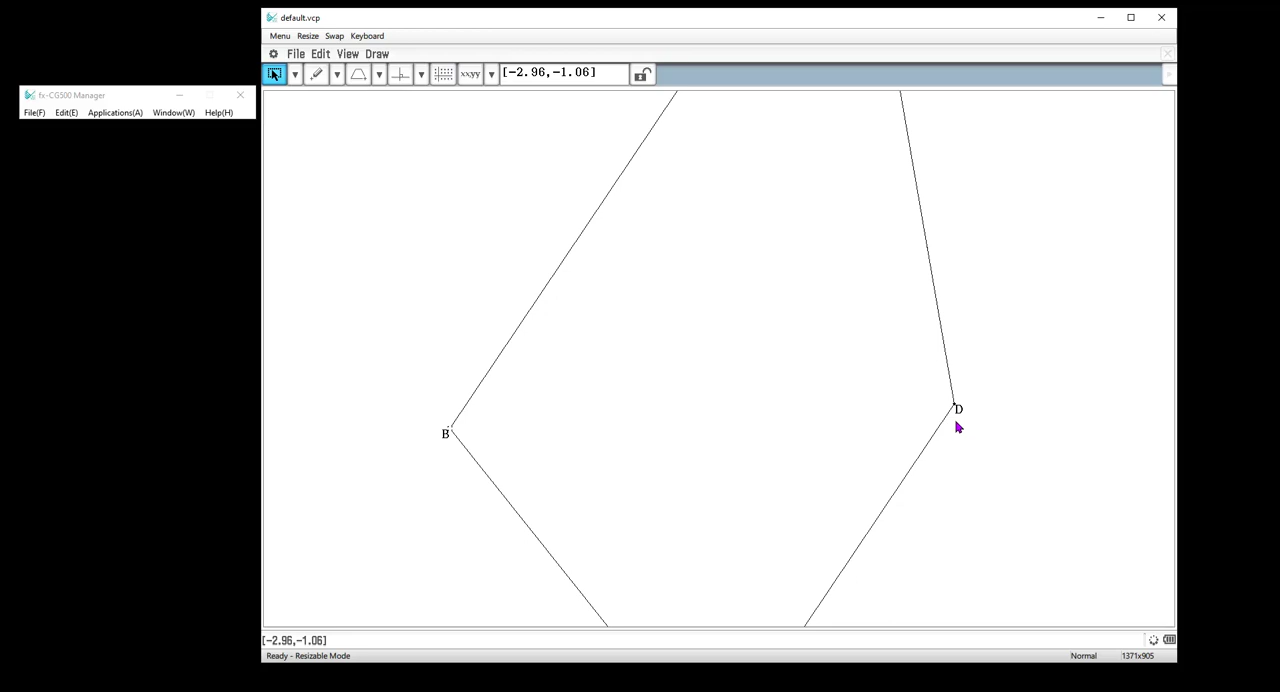 default.vcp
Menu Resize Swap Keyboard
File Edit View Draw
xxyy [-2.96,-1.06]
fx-CG500 Manager
File(F) Edit(E) Applications(A) Window(W) Help(H)
D
B
[-2.96,-1.06]
Ready - Resizable Mode Normal 1371x905